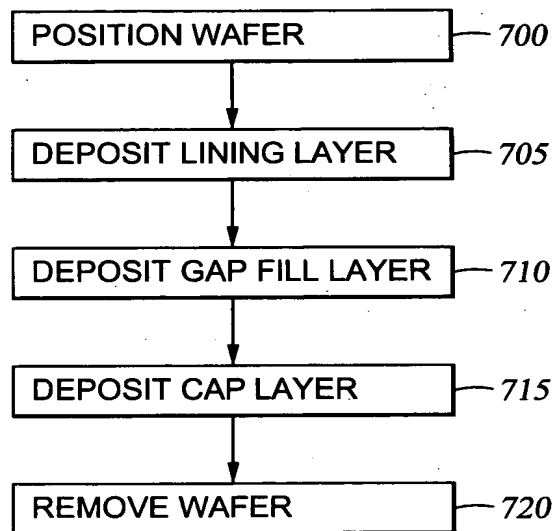 POSITION WAFER 700
DEPOSIT LINING LAYER 705
DEPOSIT GAP FILL LAYER 710
DEPOSIT CAP LAYER 715
REMOVE WAFER 720